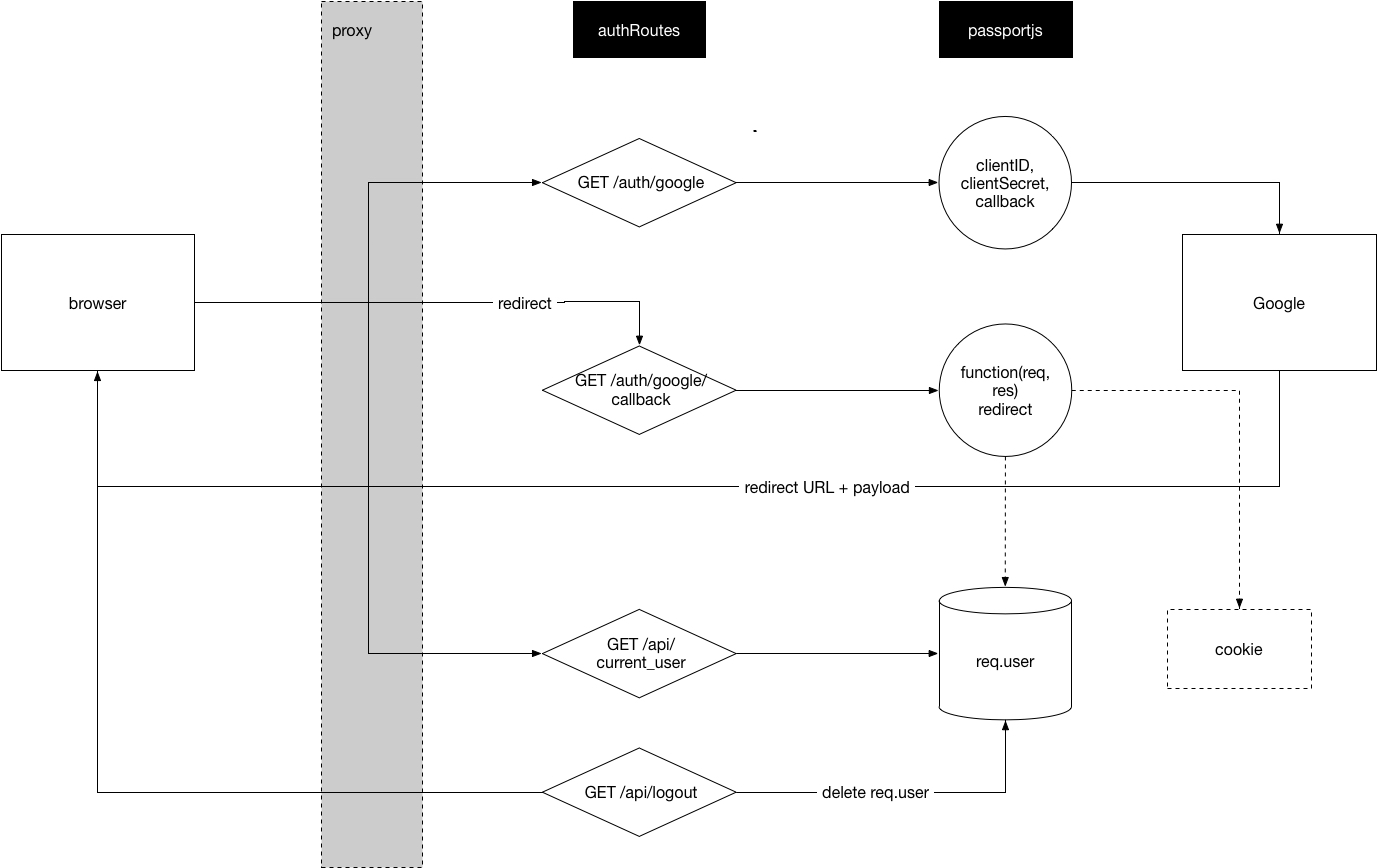 proxy
authRoutes
passportjs
GET /auth/google
clientID,
clientSecret,
callback
browser
redirect
Google
GET /auth/google/
callback
function(req,
res)
redirect
redirect URL + payload
GET /api/
current_user
req.user
cookie
GET /api/logout
delete req.user